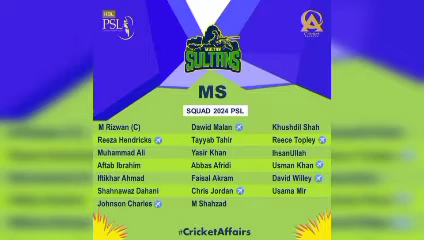 HBL
PSL
MULTAN
SULTANS
MS
SQUAD 2024 PSL
M Rizwan (C) Dawid Malan Khushdil Shah
Reeza Hendricks Tayyab Tahir Reece Topley
Muhammad Ali Yasir Khan IhsanUllah
Aftab Ibrahim Abbas Afridi Usman Khan
Iftikhar Ahmad Faisal Akram David Willey
Shahnawaz Dahani Chris Jordan Usama Mir
Johnson Charles M Shahzad
#CricketAffairs